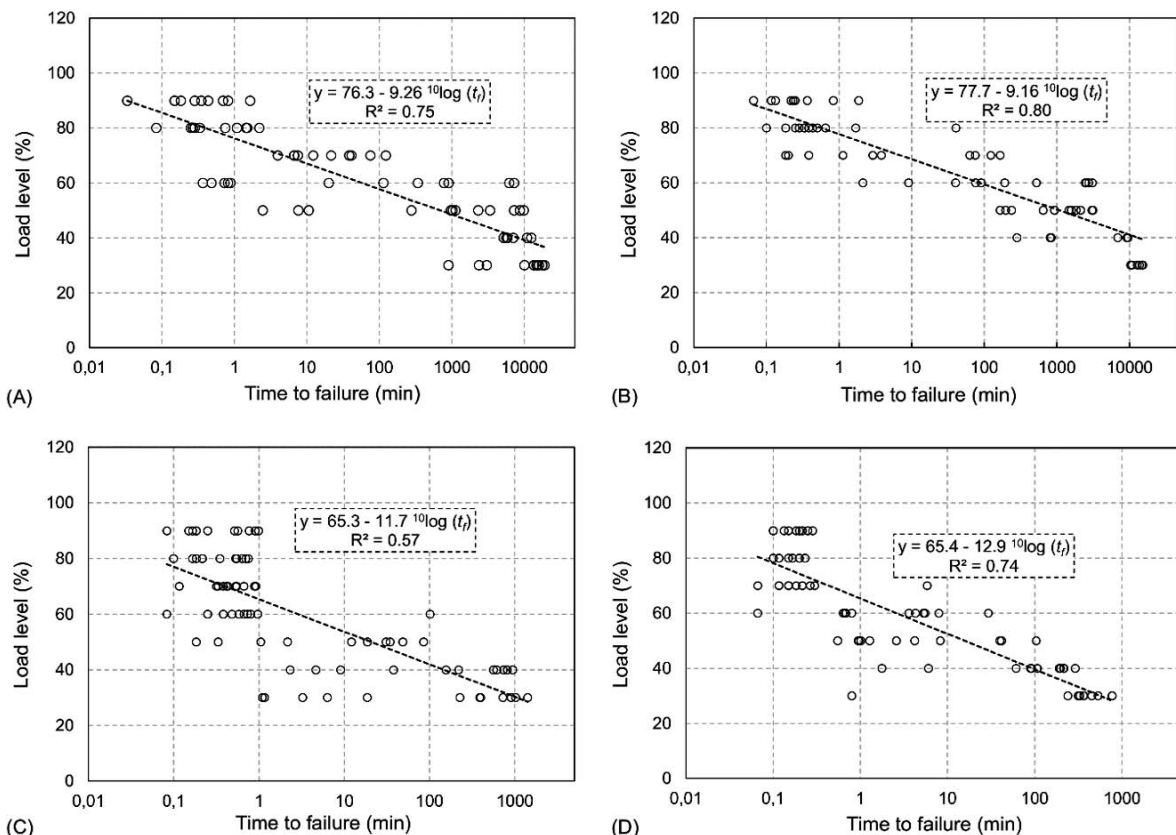 120
100
80
60
40
20
0
Load level (%)
y = 76.3 - 9.26 ¹⁰log (t_f)
R² = 0.75
0,01 0,1 1 10 100 1000 10000
Time to failure (min)
(A)
120
100
80
60
40
20
0
Load level (%)
y = 77.7 - 9.16 ¹⁰log (t_f)
R² = 0.80
0,01 0,1 1 10 100 1000 10000
Time to failure (min)
(B)
120
100
80
60
40
20
0
Load level (%)
y = 65.3 - 11.7 ¹⁰log (t_f)
R² = 0.57
0,01 0,1 1 10 100 1000
Time to failure (min)
(C)
120
100
80
60
40
20
0
Load level (%)
y = 65.4 - 12.9 ¹⁰log (t_f)
R² = 0.74
0,01 0,1 1 10 100 1000
Time to failure (min)
(D)